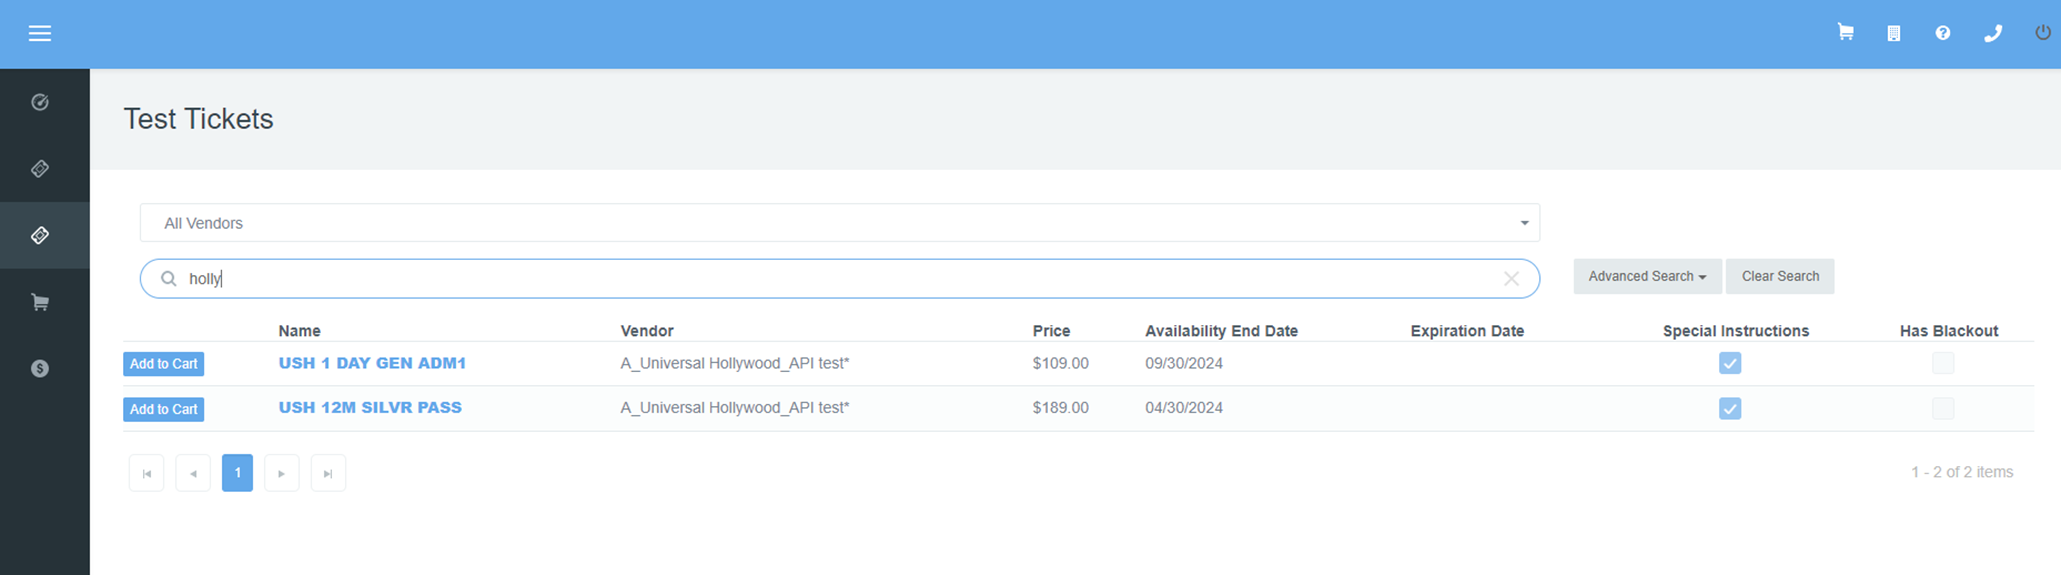 Test Tickets
All Vendors
holly
Advanced Search
Clear Search
Name Vendor Price Availability End Date Expiration Date Special Instructions Has Blackout
Add to Cart USH 1 DAY GEN ADM1 A_Universal Hollywood_API test* $109.00 09/30/2024
Add to Cart USH 12M SILVR PASS A_Universal Hollywood_API test* $189.00 04/30/2024
1
1 - 2 of 2 items